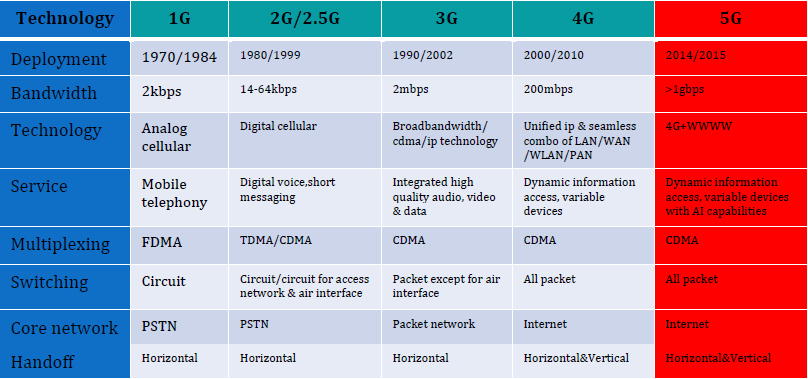 Technology 1G 2G/2.5G 3G 4G 5G
Deployment 1970/1984 1980/1999 1990/2002 2000/2010 2014/2015
Bandwidth 2kbps 14-64kbps 2mbps 200mbps >1gbps
Technology Analog Digital cellular Broadbandwidth/ Unified ip & seamless 4G+WWWW
cellular cdma/ip technology combo of LAN/WAN
/WLAN/PAN
Service Mobile Digital voice,short Integrated high Dynamic information Dynamic information
telephony messaging quality audio, video access, variable access, variable devices
& data devices with AI capabilities
Multiplexing FDMA TDMA/CDMA CDMA CDMA CDMA
Switching Circuit Circuit/circuit for access Packet except for air All packet All packet
network & air interface interface
Core network PSTN PSTN Packet network Internet Internet
Handoff Horizontal Horizontal Horizontal Horizontal&Vertical Horizontal&Vertical